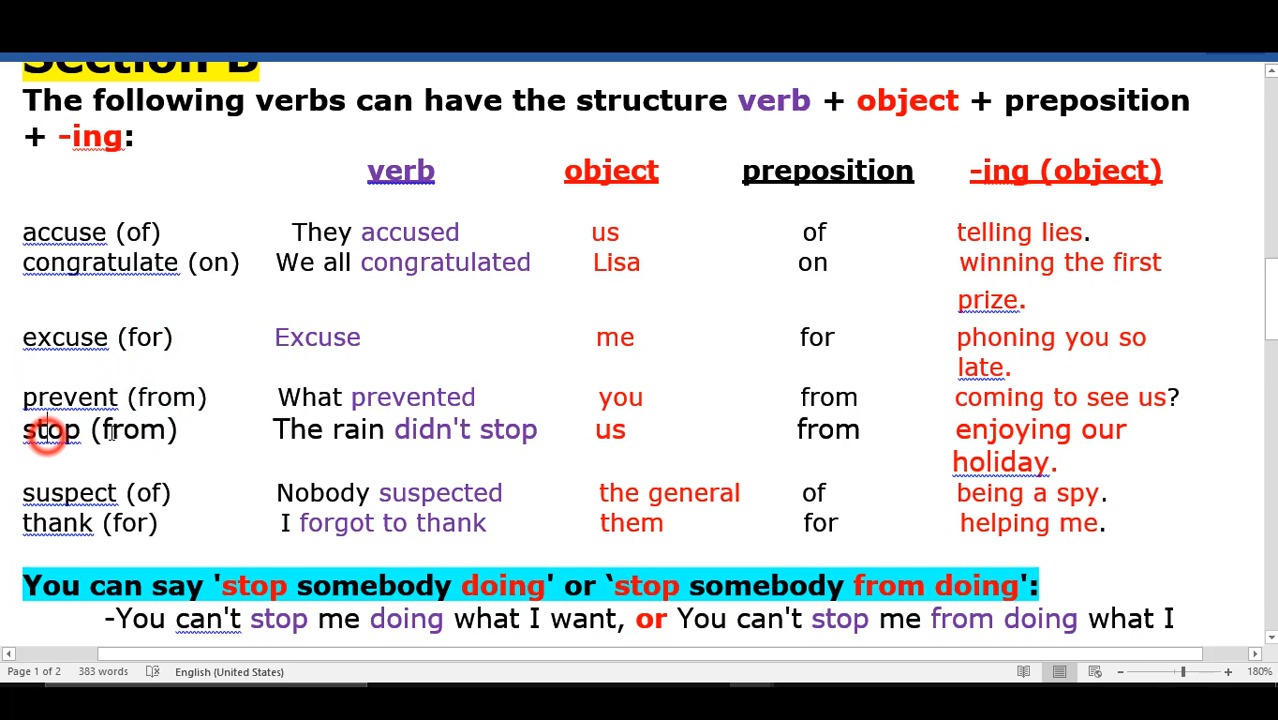 Section B
The following verbs can have the structure verb + object + preposition
+ -ing:
verb object preposition -ing (object)
accuse (of) They accused us of telling lies.
congratulate (on) We all congratulated Lisa on winning the first
prize.
excuse (for) Excuse me for phoning you so
late.
prevent (from) What prevented you from coming to see us?
stop (from) The rain didn't stop us from enjoying our
holiday.
suspect (of) Nobody suspected the general of being a spy.
thank (for) I forgot to thank them for helping me.
You can say 'stop somebody doing' or ‘stop somebody from doing':
-You can't stop me doing what I want, or You can't stop me from doing what I
Page 1 of 2 383 words English (United States) 180%